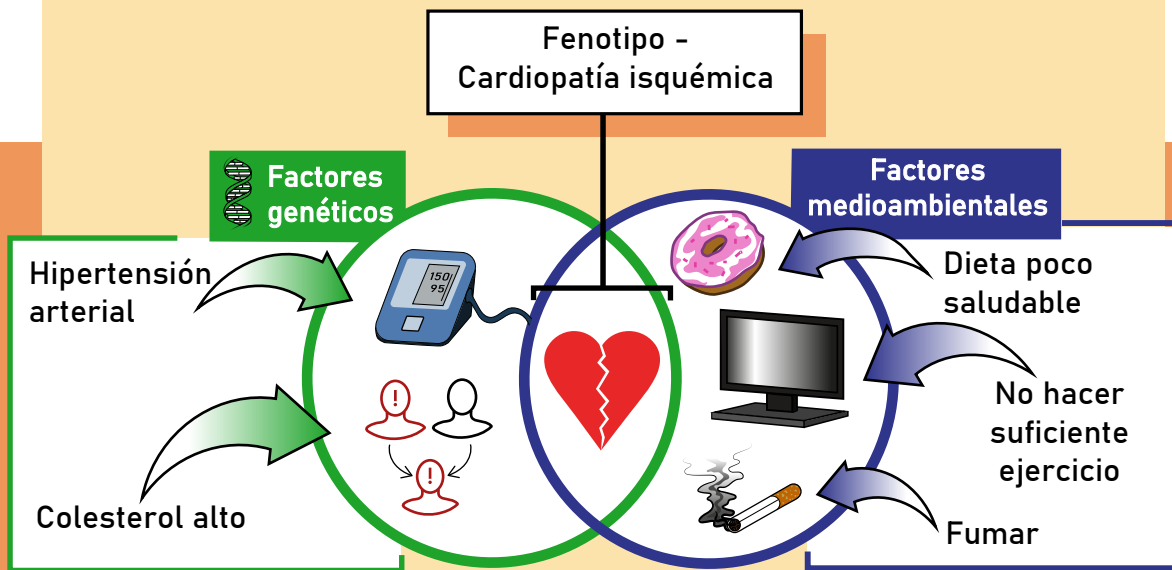 Fenotipo -
Cardiopatía isquémica
Factores
genéticos
Factores
medioambientales
Hipertensión
arterial
150
95
Dieta poco
saludable
!
!
No hacer
suficiente
ejercicio
Colesterol alto
Fumar